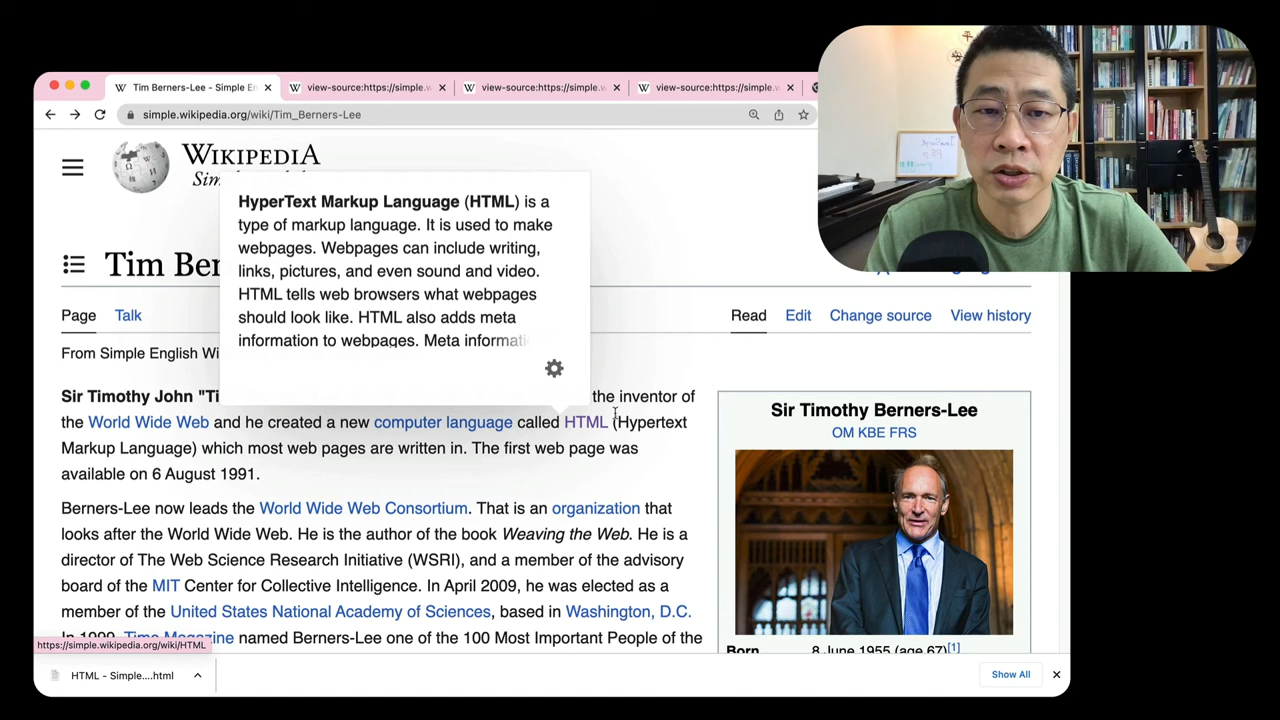 Tim Berners-Lee - Simple En
view-source:https://simple.w
view-source:https://simple.w
view-source:https://simple.w
simple.wikipedia.org/wiki/Tim_Berners-Lee
WIKIPEDIA
Sim
HyperText Markup Language (HTML) is a
type of markup language. It is used to make
webpages. Webpages can include writing,
links, pictures, and even sound and video.
HTML tells web browsers what webpages
should look like. HTML also adds meta
information to webpages. Meta informati
Tim Ber
Page Talk
Read Edit Change source View history
From Simple English Wi
Sir Timothy John "Ti the inventor of
the World Wide Web and he created a new computer language called HTML (Hypertext
Markup Language) which most web pages are written in. The first web page was
available on 6 August 1991.
Berners-Lee now leads the World Wide Web Consortium. That is an organization that
looks after the World Wide Web. He is the author of the book Weaving the Web. He is a
director of The Web Science Research Initiative (WSRI), and a member of the advisory
board of the MIT Center for Collective Intelligence. In April 2009, he was elected as a
member of the United States National Academy of Sciences, based in Washington, D.C.
In 1999, Time Magazine named Berners-Lee one of the 100 Most Important People of the
Sir Timothy Berners-Lee
OM KBE FRS
Born 8 June 1955 (age 67)[1]
https://simple.wikipedia.org/wiki/HTML
HTML - Simple....html
Show All